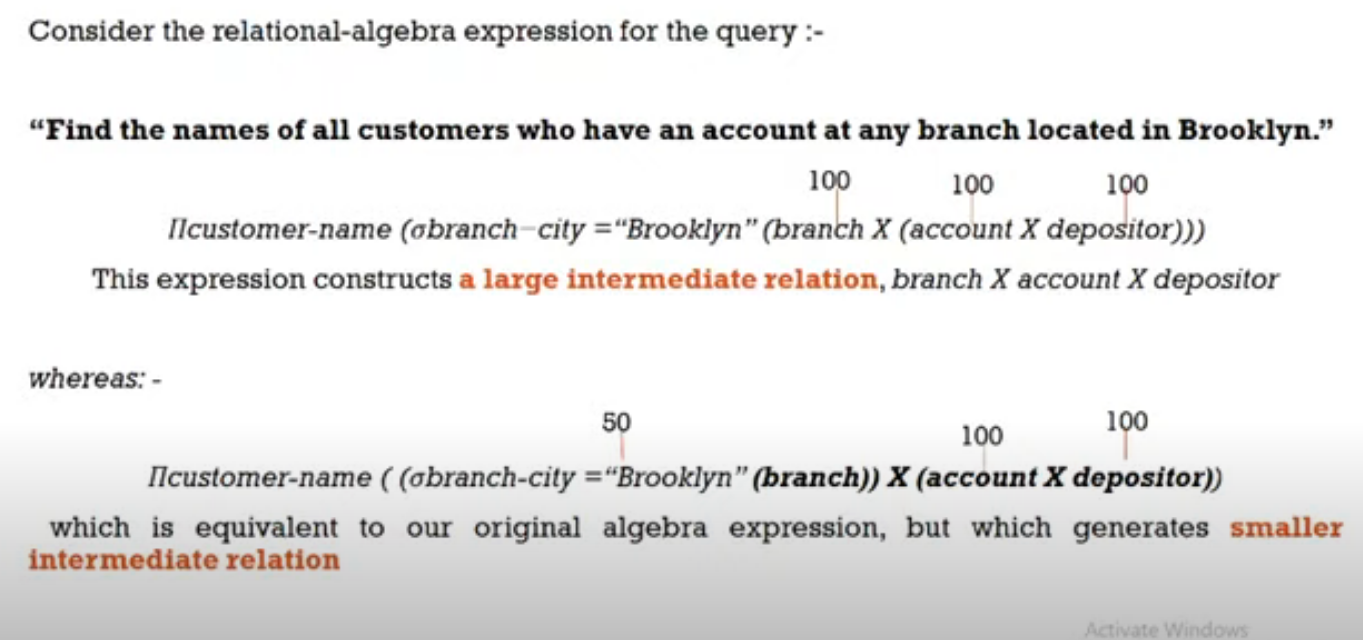 Consider the relational-algebra expression for the query :-
“Find the names of all customers who have an account at any branch located in Brooklyn.”
100 100 100
Πcustomer-name (σbranch-city =“Brooklyn” (branch X (account X depositor)))
This expression constructs a large intermediate relation, branch X account X depositor
whereas: -
50 100 100
Πcustomer-name ( (σbranch-city =“Brooklyn” (branch)) X (account X depositor))
which is equivalent to our original algebra expression, but which generates smaller
intermediate relation
Activate Windows